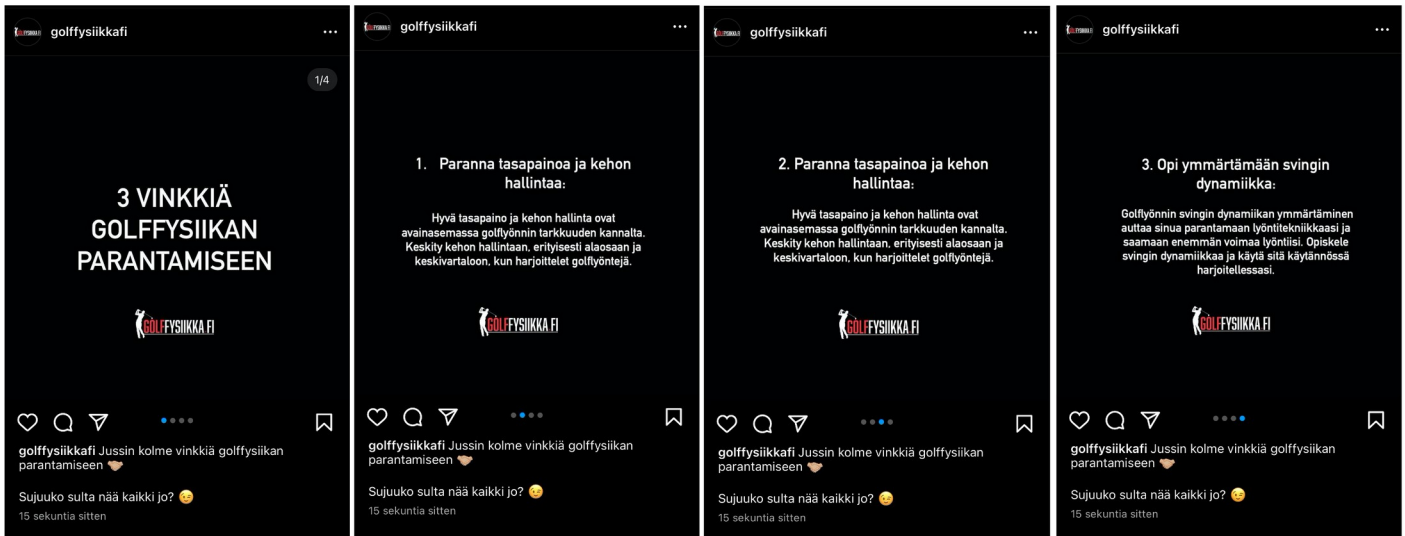 golffysiikkafi
1/4
3 VINKKIÄ
GOLFFYSIIKAN
PARANTAMISEEN
GOLFFYSIIKKA FI
golffysiikkafi Jussin kolme vinkkiä golffysiikan
parantamiseen
Sujuuko sulta nää kaikki jo?
15 sekuntia sitten
golffysiikkafi
1. Paranna tasapainoa ja kehon
hallintaa:
Hyvä tasapaino ja kehon hallinta ovat
avainasemassa golflyönnin tarkkuuden kannalta.
Keskity kehon hallintaan, erityisesti alaosaan ja
keskivartaloon, kun harjoittelet golflyöntejä.
GOLFFYSIIKKA FI
golffysiikkafi Jussin kolme vinkkiä golffysiikan
parantamiseen
Sujuuko sulta nää kaikki jo?
15 sekuntia sitten
golffysiikkafi
2. Paranna tasapainoa ja kehon
hallintaa:
Hyvä tasapaino ja kehon hallinta ovat
avainasemassa golflyönnin tarkkuuden kannalta.
Keskity kehon hallintaan, erityisesti alaosaan ja
keskivartaloon, kun harjoittelet golflyöntejä.
GOLFFYSIIKKA FI
golffysiikkafi Jussin kolme vinkkiä golffysiikan
parantamiseen
Sujuuko sulta nää kaikki jo?
15 sekuntia sitten
golffysiikkafi
3. Opi ymmärtämään svingin
dynamiikka:
Golflyönnin svingin dynamiikan ymmärtäminen
auttaa sinua parantamaan lyöntitekniikkaasi ja
saamaan enemmän voimaa lyöntiisi. Opiskele
svingin dynamiikkaa ja käytä sitä käytännössä
harjoitellessasi.
GOLFFYSIIKKA FI
golffysiikkafi Jussin kolme vinkkiä golffysiikan
parantamiseen
Sujuuko sulta nää kaikki jo?
15 sekuntia sitten